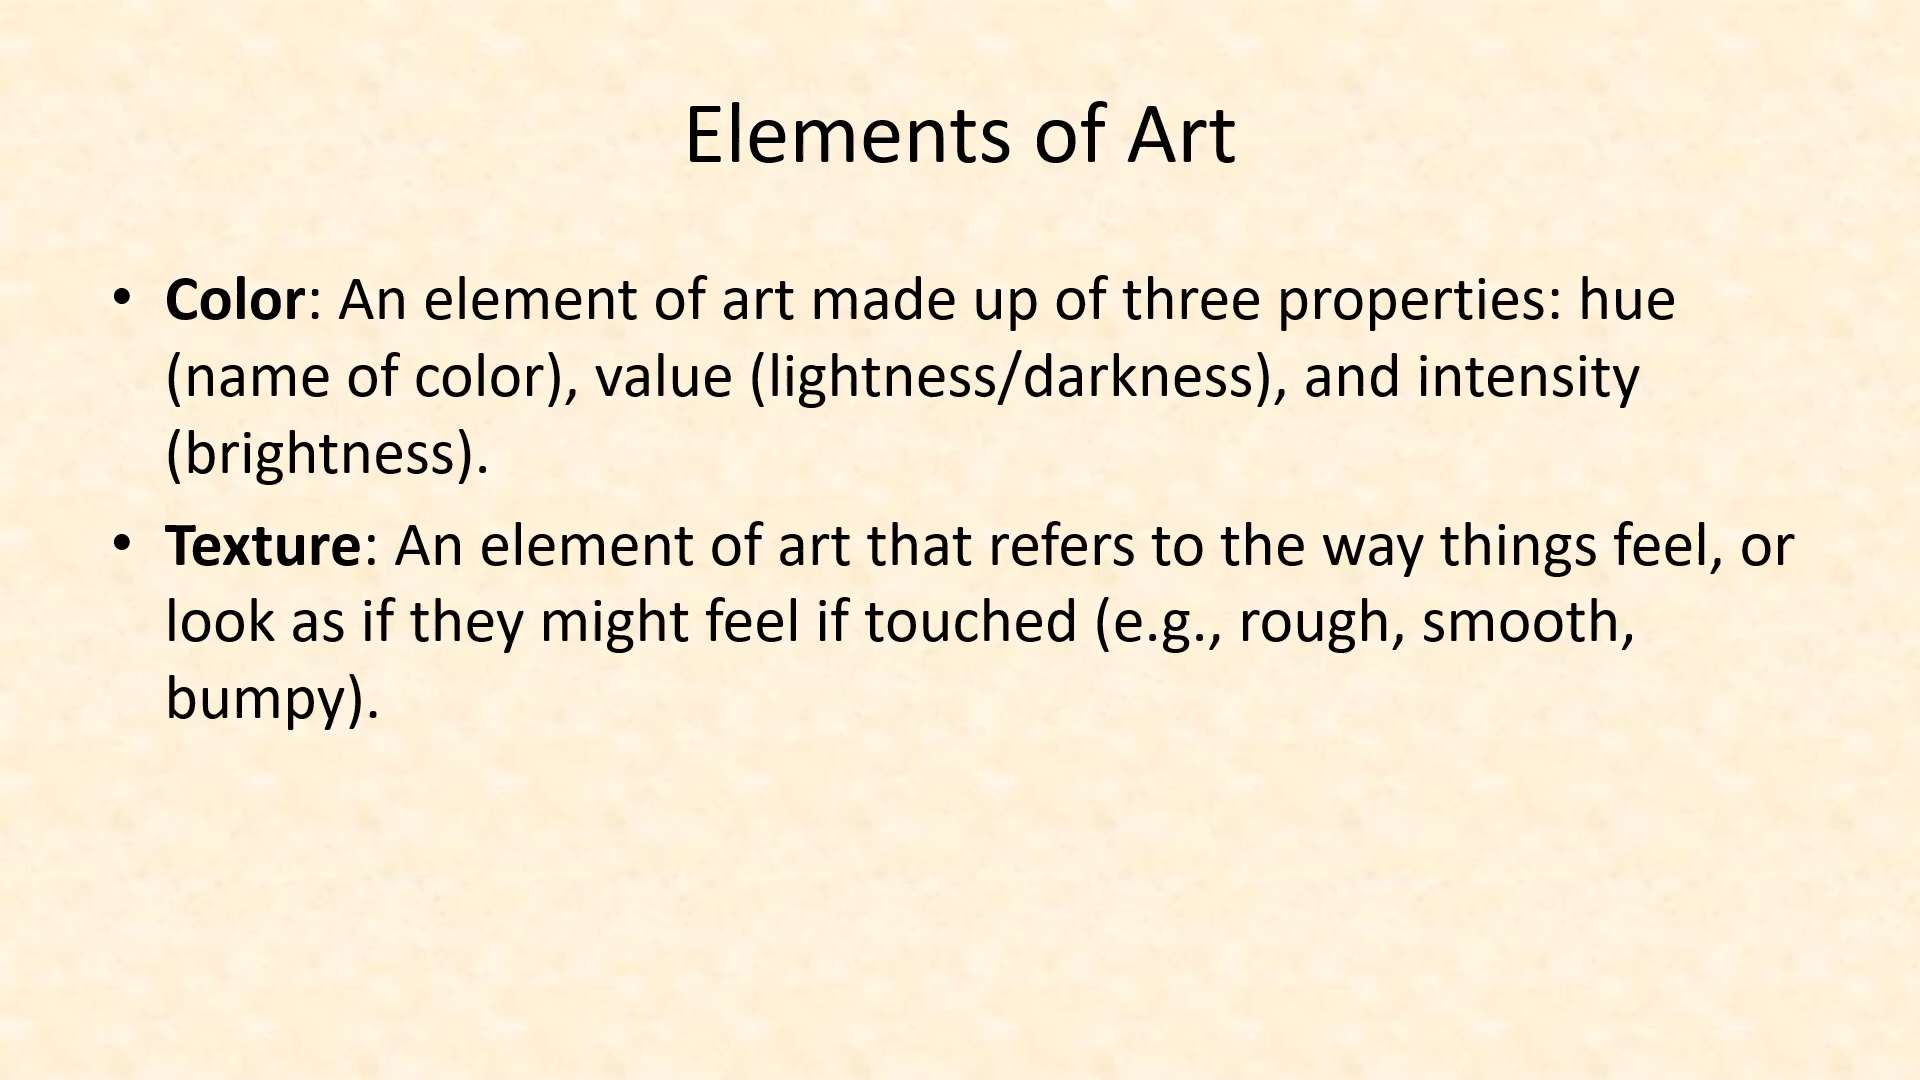 Elements of Art
• Color: An element of art made up of three properties: hue
(name of color), value (lightness/darkness), and intensity
(brightness).
• Texture: An element of art that refers to the way things feel, or
look as if they might feel if touched (e.g., rough, smooth,
bumpy).